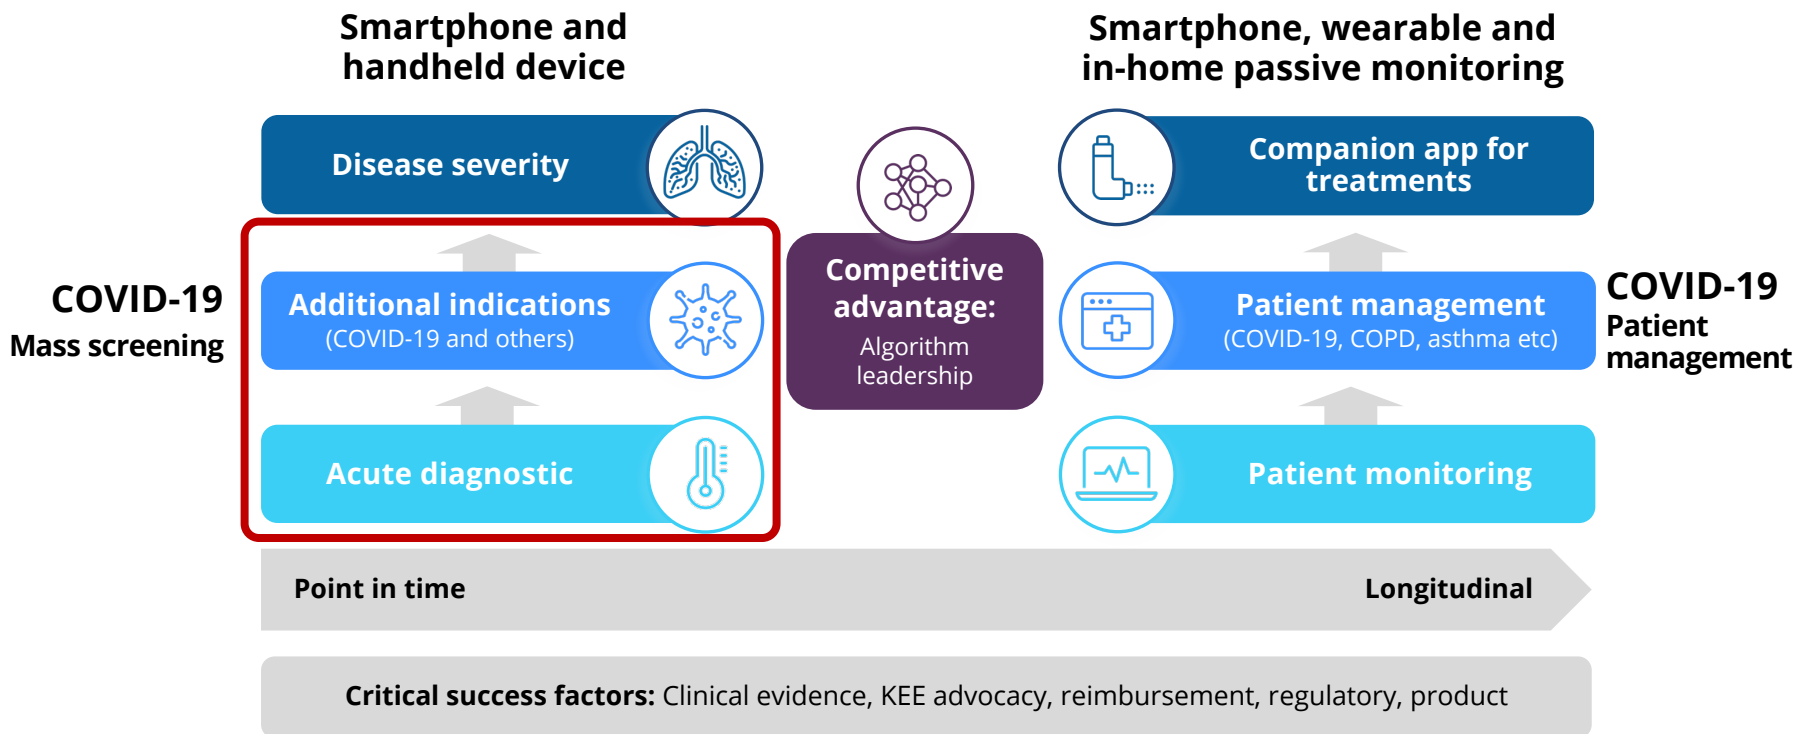 Smartphone and
handheld device
Smartphone, wearable and
in-home passive monitoring
Disease severity
Companion app for
treatments
COVID-19
Mass screening
Additional indications
(COVID-19 and others)
Competitive
advantage:
Algorithm
leadership
Patient management
(COVID-19, COPD, asthma etc)
COVID-19
Patient
management
Acute diagnostic
Patient monitoring
Point in time
Longitudinal
Critical success factors: Clinical evidence, KEE advocacy, reimbursement, regulatory, product